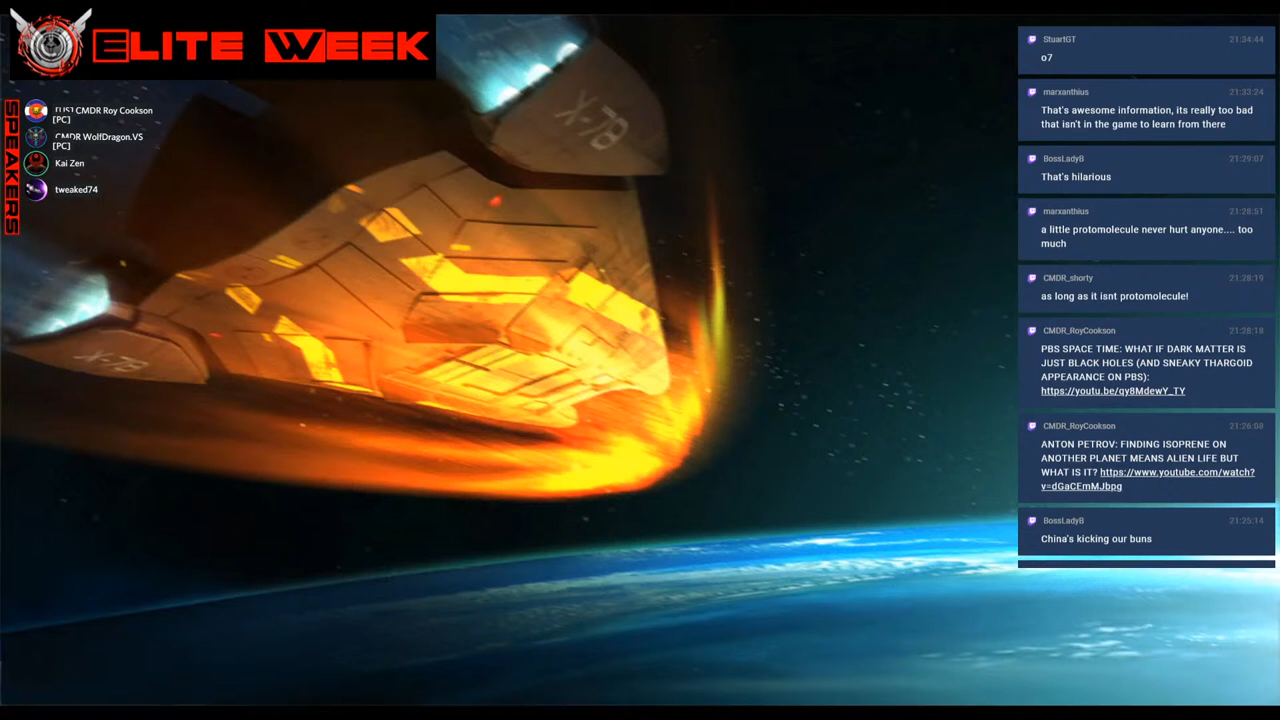 ELITE WEEK
SPEAKERS
[US] CMDR Roy Cookson
[PC]
CMDR WolfDragon.VS
[PC]
Kai Zen
tweaked74
X-78
X-78
StuartGT 21:34:44
o7
marxanthius 21:33:24
That's awesome information, its really too bad
that isn't in the game to learn from there
BossLadyB 21:29:07
That's hilarious
marxanthius 21:28:51
a little protomolecule never hurt anyone.... too
much
CMDR_shorty 21:28:19
as long as it isnt protomolecule!
CMDR_RoyCookson 21:28:18
PBS SPACE TIME: WHAT IF DARK MATTER IS
JUST BLACK HOLES (AND SNEAKY THARGOID
APPEARANCE ON PBS):
https://youtu.be/qy8MdewY_TY
CMDR_RoyCookson 21:26:08
ANTON PETROV: FINDING ISOPRENE ON
ANOTHER PLANET MEANS ALIEN LIFE BUT
WHAT IS IT? https://www.youtube.com/watch?
v=dGaCEmMJbpg
BossLadyB 21:25:14
China's kicking our buns